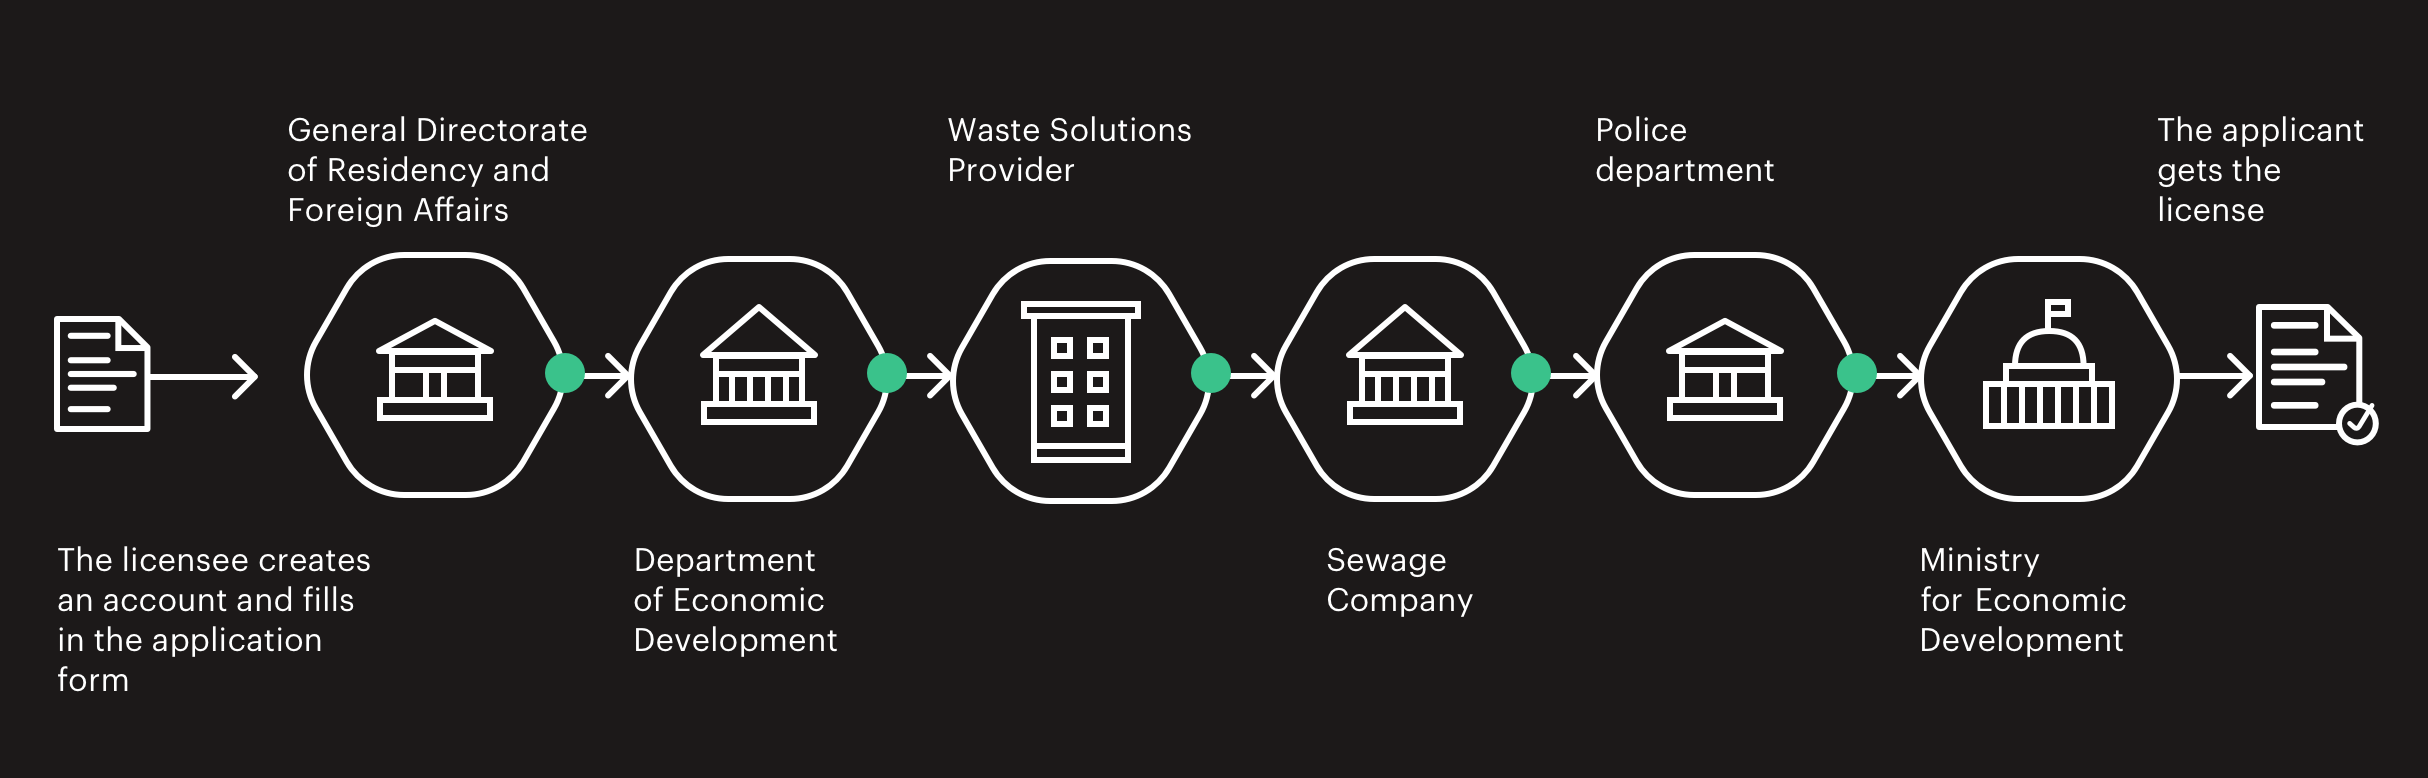 General Directorate
of Residency and
Foreign Affairs
Waste Solutions
Provider
Police
department
The applicant
gets the
license
The licensee creates
an account and fills
in the application
form
Department
of Economic
Development
Sewage
Company
Ministry
for Economic
Development